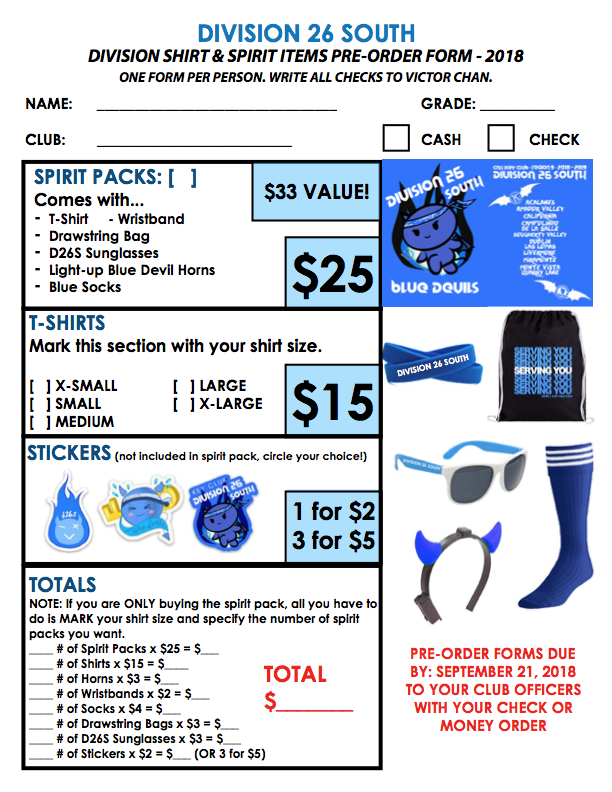 DIVISION 26 SOUTH
DIVISION SHIRT & SPIRIT ITEMS PRE-ORDER FORM - 2018
ONE FORM PER PERSON. WRITE ALL CHECKS TO VICTOR CHAN.
NAME: ______________________________ GRADE: __________
CLUB: __________________________ CASH CHECK
SPIRIT PACKS: [ ]
$33 VALUE!
Comes with...
- T-Shirt - Wristband
- Drawstring Bag
- D26S Sunglasses
- Light-up Blue Devil Horns
- Blue Socks
$25
DIVISION 26
SOUTH
BLUE DEVILS
DIVISION 26 SOUTH
ACALANES
AMADOR VALLEY
CALIFORNIA
CAMPOLINDO
DE LA SALLE
DOUGHERTY VALLEY
DUBLIN
LAS LOMAS
LIVERMORE
MIRAMONTE
MONTE VISTA
T-SHIRTS
Mark this section with your shirt size.
[ ] X-SMALL [ ] LARGE
[ ] SMALL [ ] X-LARGE
[ ] MEDIUM
$15
DIVISION 26 SOUTH
SERVING YOU
SERVING YOU
SERVING YOU
SERVING YOU
SERVING YOU
STICKERS (not included in spirit pack, circle your choice!)
D26S
KEY CLUB
DIVISION 26
SOUTH
1 for $2
3 for $5
DIVISION 26 SOUTH
TOTALS
NOTE: If you are ONLY buying the spirit pack, all you have to
do is MARK your shirt size and specify the number of spirit
packs you want.
____ # of Spirit Packs x $25 = $___
____ # of Shirts x $15 = $____
____ # of Horns x $3 = $___
____ # of Wristbands x $2 = $___
____ # of Socks x $4 = $___
____ # of Drawstring Bags x $3 = $___
____ # of D26S Sunglasses x $3 = $___
____ # of Stickers x $2 = $___ (OR 3 for $5)
TOTAL
$_______
PRE-ORDER FORMS DUE
BY: SEPTEMBER 21, 2018
TO YOUR CLUB OFFICERS
WITH YOUR CHECK OR
MONEY ORDER